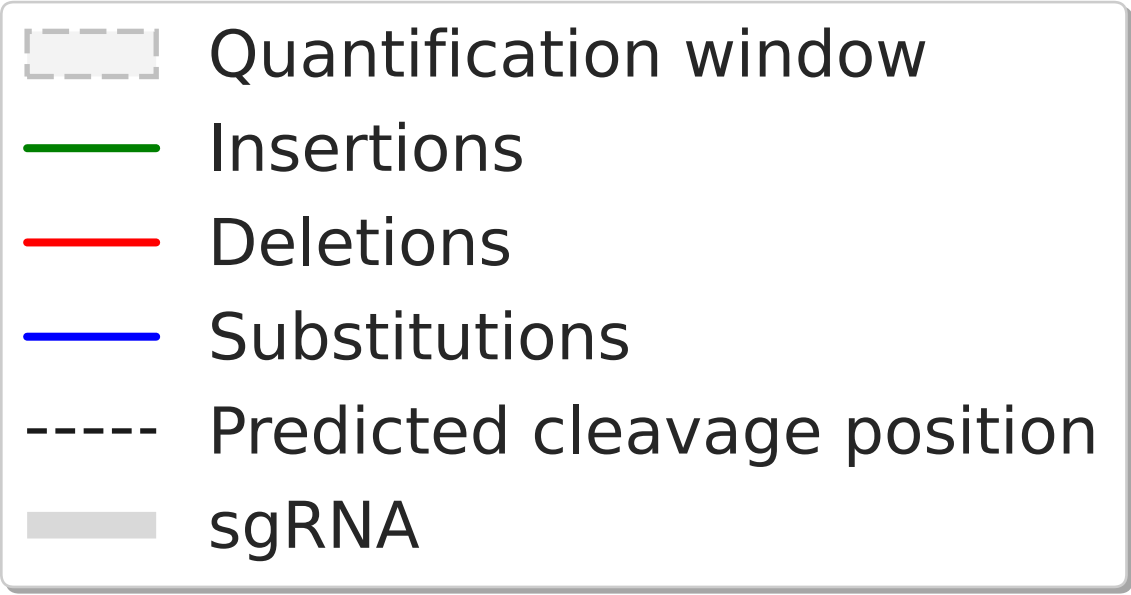 Quantification window
Insertions
Deletions
Substitutions
Predicted cleavage position
sgRNA